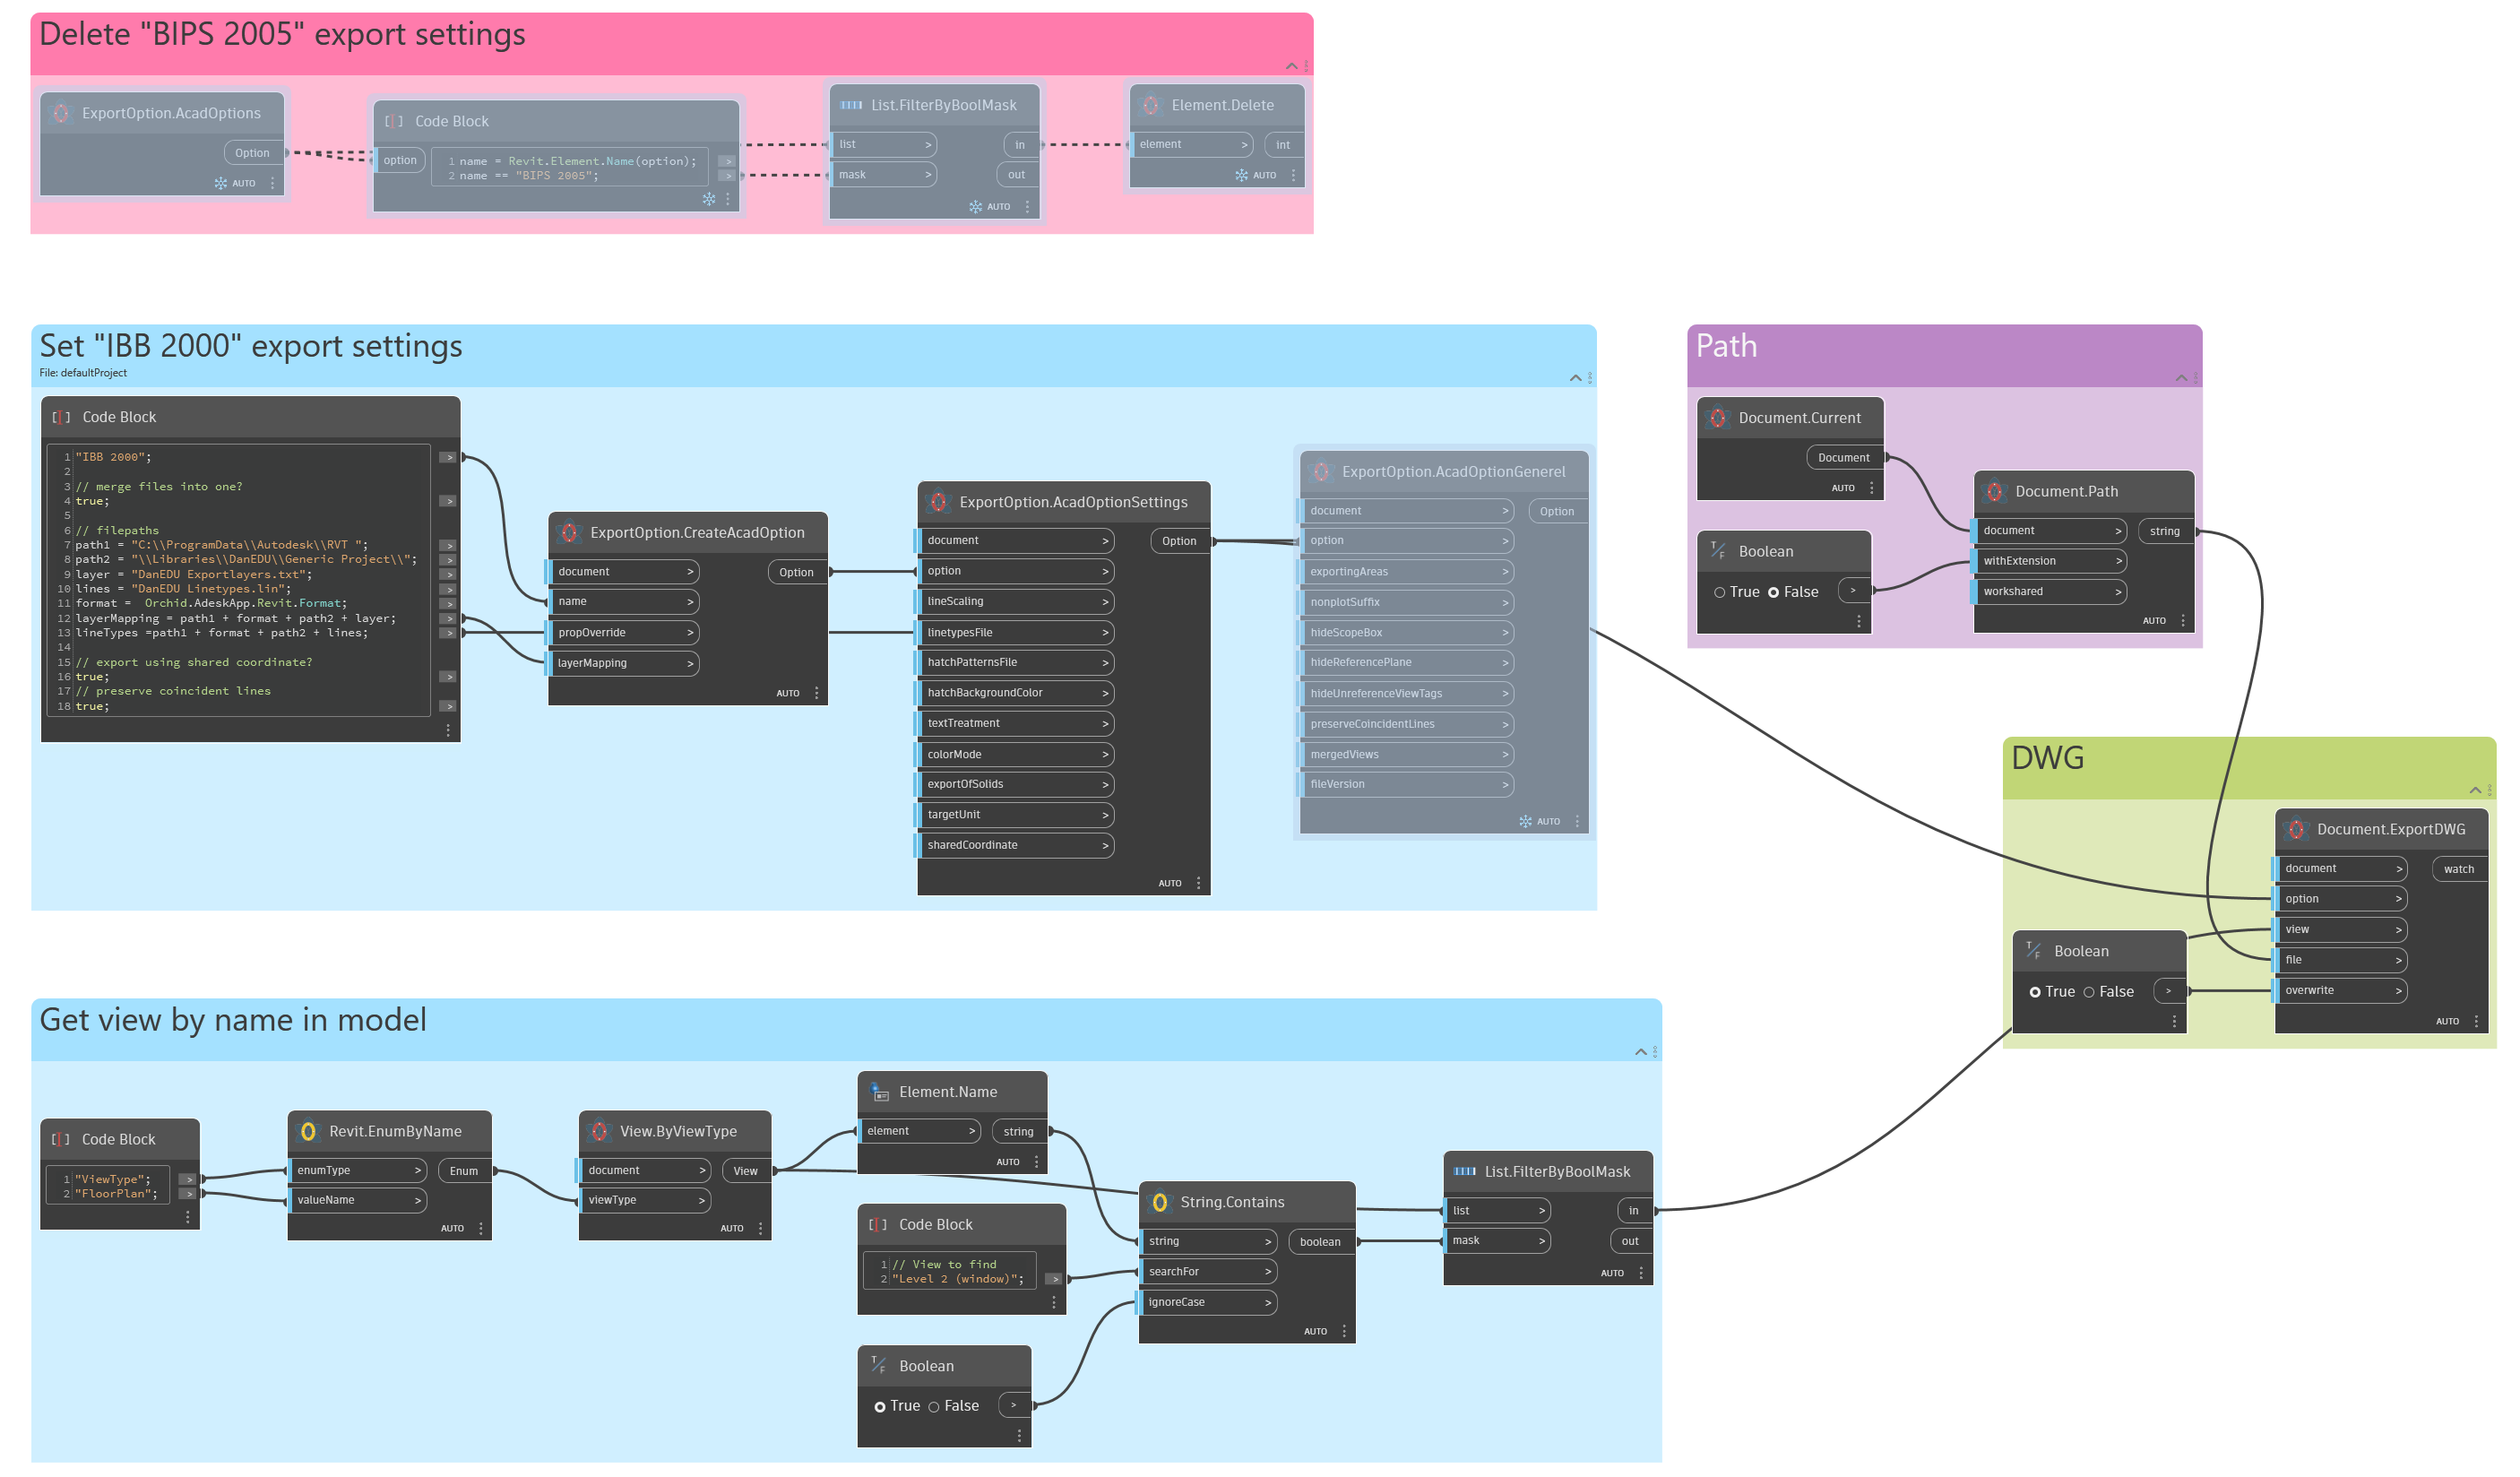 Delete "BIPS 2005" export settings
ExportOption.AcadOptions
Option
AUTO
Code Block
option
1 name = Revit.Element.Name(option);
2 name == "BIPS 2005";
>
>
List.FilterByBoolMask
list >
in
mask >
out
AUTO
Element.Delete
element >
int
AUTO
Set "IBB 2000" export settings
File: defaultProject
Code Block
1 "IBB 2000";
2
3 // merge files into one?
4 true;
5
6 // filepaths
7 path1 = "C:\\ProgramData\\Autodesk\\RVT ";
8 path2 = "\\Libraries\\DanEDU\\Generic Project\\";
9 layer = "DanEDU Exportlayers.txt";
10 lines = "DanEDU Linetypes.lin";
11 format =  Orchid.AdeskApp.Revit.Format;
12 layerMapping = path1 + format + path2 + layer;
13 lineTypes =path1 + format + path2 + lines;
14
15 // export using shared coordinate?
16 true;
17 // preserve coincident lines
18 true;
ExportOption.CreateAcadOption
document >
Option
name >
propOverride >
layerMapping >
AUTO
ExportOption.AcadOptionSettings
document >
Option
option >
lineScaling >
linetypesFile >
hatchPatternsFile >
hatchBackgroundColor >
textTreatment >
colorMode >
exportOfSolids >
targetUnit >
sharedCoordinate >
AUTO
ExportOption.AcadOptionGenerel
document >
Option
option >
exportingAreas >
nonplotSuffix >
hideScopeBox >
hideReferencePlane >
hideUnreferenceViewTags >
preserveCoincidentLines >
mergedViews >
fileVersion >
AUTO
Path
Document.Current
Document
AUTO
Boolean
True False >
Document.Path
document >
string
withExtension >
workshared >
AUTO
DWG
Document.ExportDWG
document >
watch
option >
view >
file >
overwrite >
AUTO
Boolean
True False >
Get view by name in model
Code Block
1 "ViewType"; >
2 "FloorPlan"; >
Revit.EnumByName
enumType >
Enum
valueName >
AUTO
View.ByViewType
document >
View
viewType >
AUTO
Element.Name
element >
string
AUTO
Code Block
1 // View to find
2 "Level 2 (window)"; >
Boolean
True False >
String.Contains
string >
boolean
searchFor >
ignoreCase >
AUTO
List.FilterByBoolMask
list >
in
mask >
out
AUTO